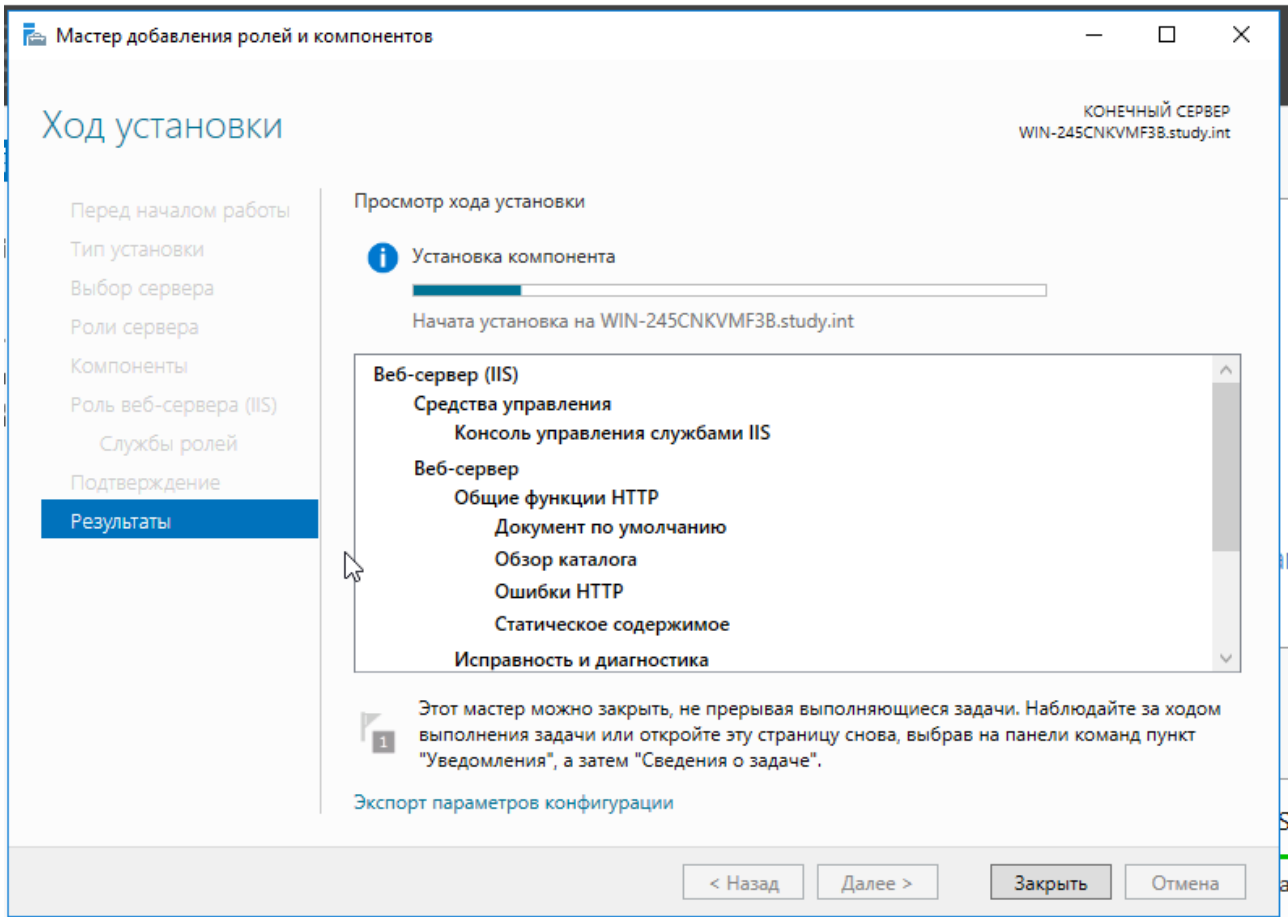 Мастер добавления ролей и компонентов
Ход установки
КОНЕЧНЫЙ СЕРВЕР
WIN-245CNKVMF3B.study.int
Перед началом работы
Тип установки
Выбор сервера
Роли сервера
Компоненты
Роль веб-сервера (IIS)
Службы ролей
Подтверждение
Результаты
Просмотр хода установки
Установка компонента
Начата установка на WIN-245CNKVMF3B.study.int
Веб-сервер (IIS)
Средства управления
Консоль управления службами IIS
Веб-сервер
Общие функции HTTP
Документ по умолчанию
Обзор каталога
Ошибки HTTP
Статическое содержимое
Исправность и диагностика
1
Этот мастер можно закрыть, не прерывая выполняющиеся задачи. Наблюдайте за ходом
выполнения задачи или откройте эту страницу снова, выбрав на панели команд пункт
"Уведомления", а затем "Сведения о задаче".
Экспорт параметров конфигурации
< Назад
Далее >
Закрыть
Отмена